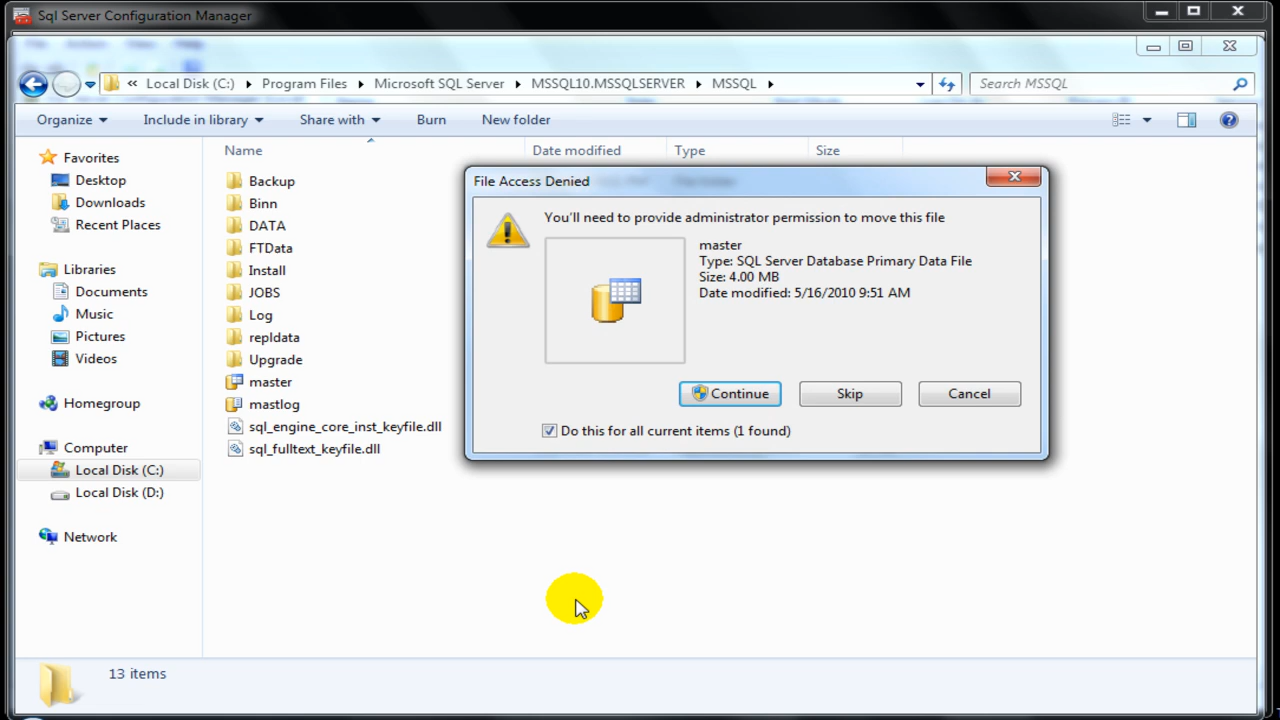 Sql Server Configuration Manager
« Local Disk (C:) Program Files Microsoft SQL Server MSSQL10.MSSQLSERVER MSSQL
Search MSSQL
Organize Include in library Share with Burn New folder
Name Date modified Type Size
Favorites
Desktop
Downloads
Recent Places
Libraries
Documents
Music
Pictures
Videos
Homegroup
Computer
Local Disk (C:)
Local Disk (D:)
Network
Backup
Binn
DATA
FTData
Install
JOBS
Log
repldata
Upgrade
master
mastlog
sql_engine_core_inst_keyfile.dll
sql_fulltext_keyfile.dll
File Access Denied
You'll need to provide administrator permission to move this file
master
Type: SQL Server Database Primary Data File
Size: 4.00 MB
Date modified: 5/16/2010 9:51 AM
Continue Skip Cancel
Do this for all current items (1 found)
13 items